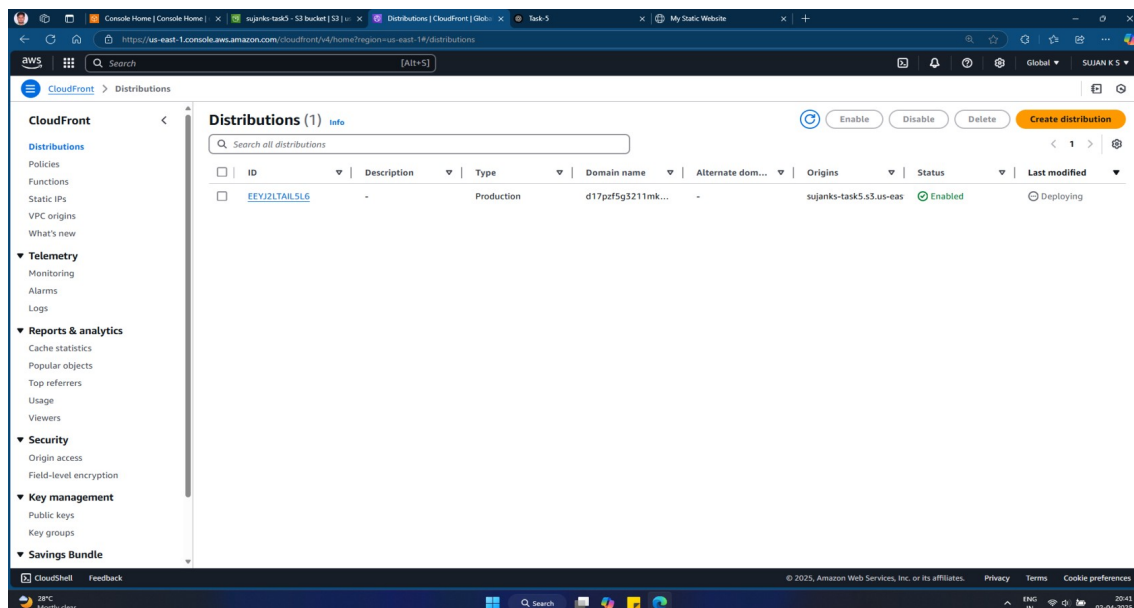 Console Home | Console Home |
sujanks-task5 - S3 bucket | S3 | us
Distributions | CloudFront | Global
Task-5
My Static Website
https://us-east-1.console.aws.amazon.com/cloudfront/v4/home?region=us-east-1#/distributions
aws
Search
[Alt+S]
Global
SUJAN K S
CloudFront > Distributions
CloudFront
Distributions
Policies
Functions
Static IPs
VPC origins
What's new
Telemetry
Monitoring
Alarms
Logs
Reports & analytics
Cache statistics
Popular objects
Top referrers
Usage
Viewers
Security
Origin access
Field-level encryption
Key management
Public keys
Key groups
Savings Bundle
Distributions (1) Info
Enable
Disable
Delete
Create distribution
Search all distributions
1
ID Description Type Domain name Alternate dom... Origins Status Last modified
EEYJ2LTAIL5L6 - Production d17pzf5g3211mk... - sujanks-task5.s3.us-eas Enabled Deploying
CloudShell Feedback
© 2025, Amazon Web Services, Inc. or its affiliates. Privacy Terms Cookie preferences
28°C
Mostly clear
Search
ENG
IN
20:41